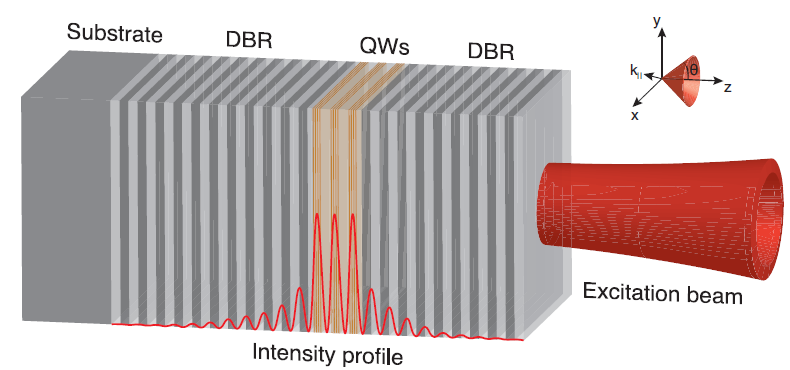 Substrate
DBR
QWs
DBR
y
k||
θ
z
x
Excitation beam
Intensity profile